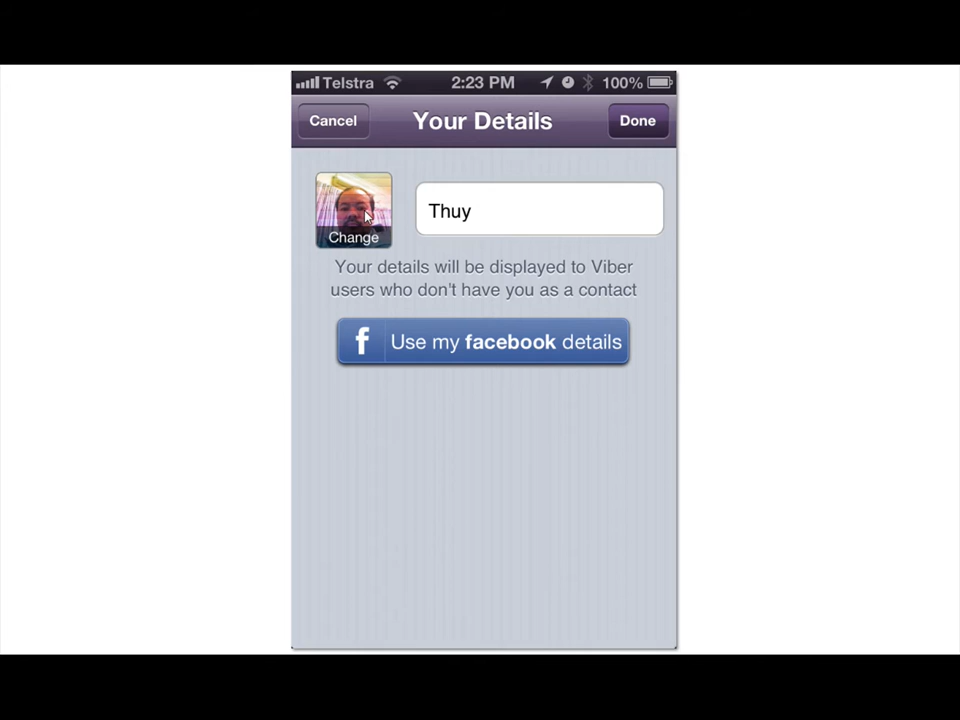 Telstra 2:23 PM 100%
Cancel Your Details Done
Change Thuy
Your details will be displayed to Viber
users who don't have you as a contact
f Use my facebook details